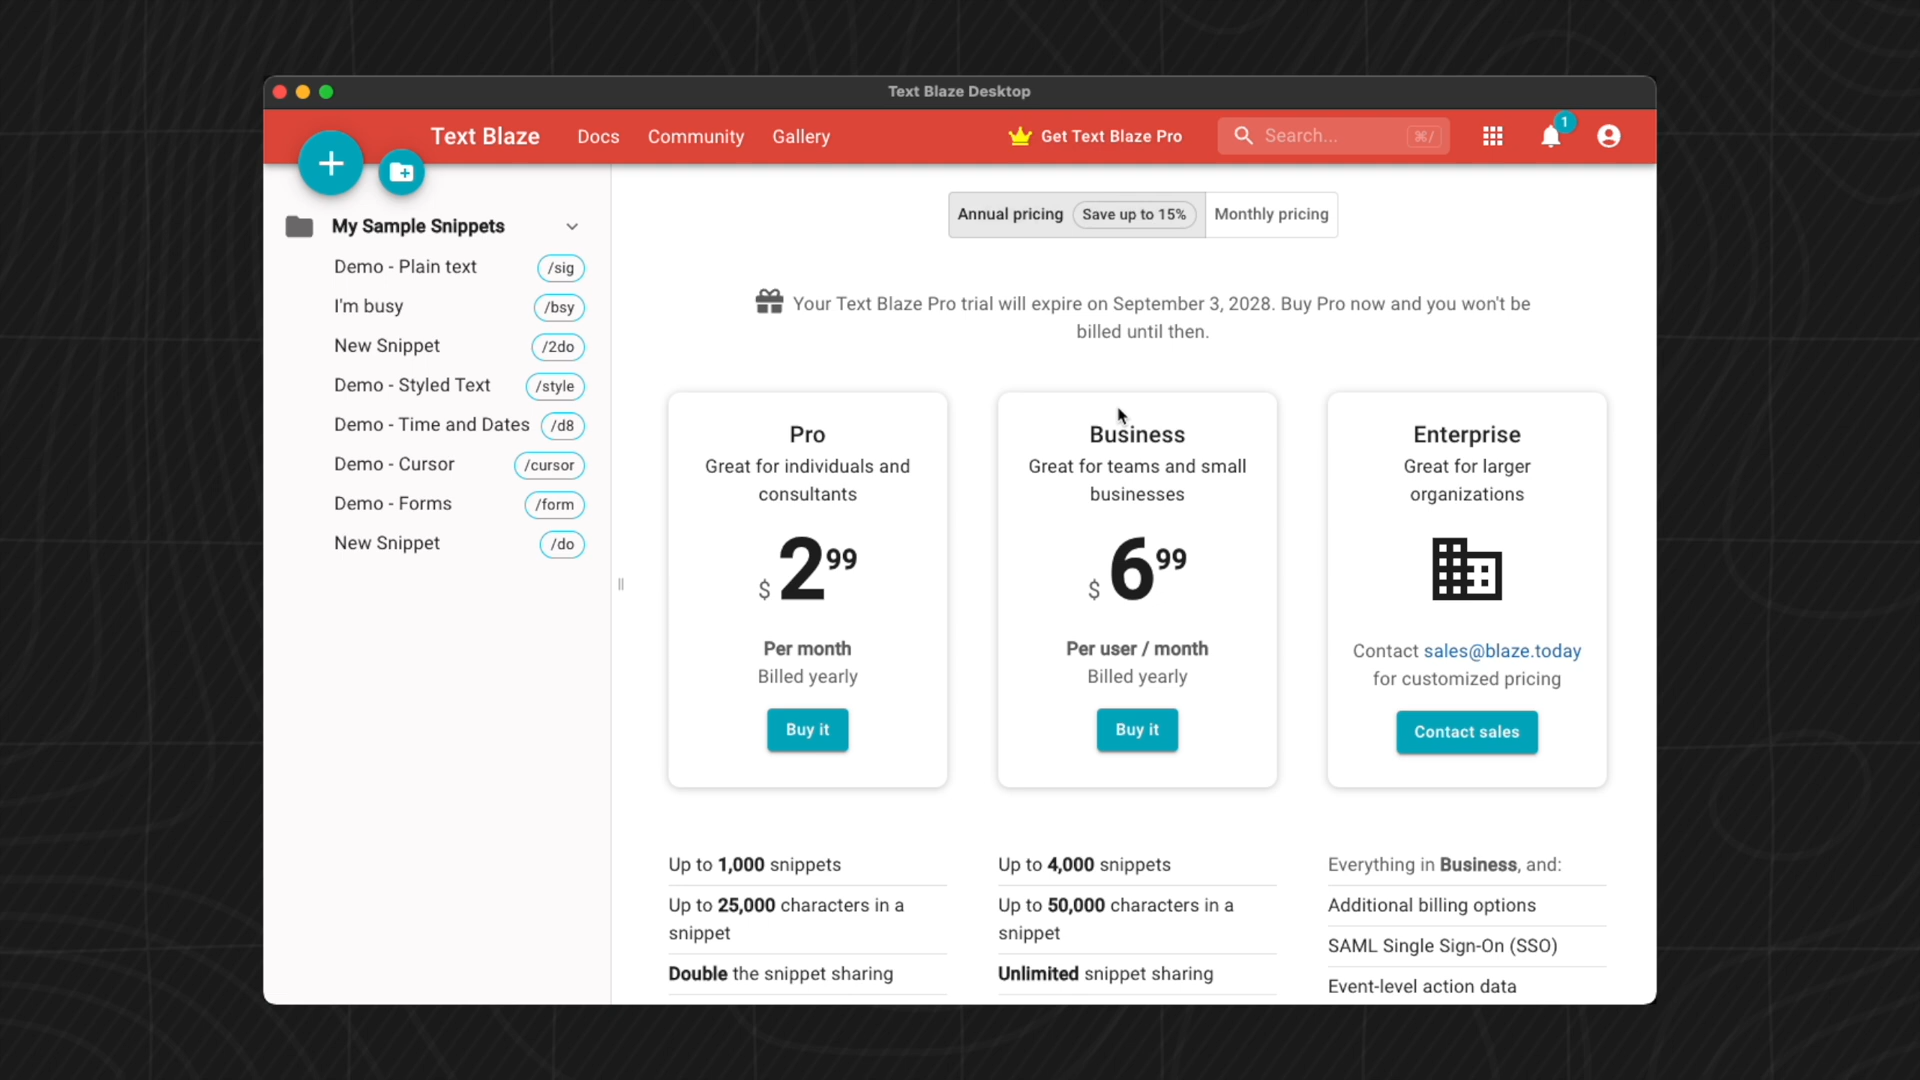 Text Blaze Desktop
Text Blaze
Docs
Community
Gallery
Get Text Blaze Pro
Search...
⌘/
1
My Sample Snippets
Demo - Plain text
/sig
I'm busy
/bsy
New Snippet
/2do
Demo - Styled Text
/style
Demo - Time and Dates
/d8
Demo - Cursor
/cursor
Demo - Forms
/form
New Snippet
/do
Annual pricing
Save up to 15%
Monthly pricing
Your Text Blaze Pro trial will expire on September 3, 2028. Buy Pro now and you won't be
billed until then.
Pro
Great for individuals and
consultants
$ 2 99
Per month
Billed yearly
Buy it
Business
Great for teams and small
businesses
$ 6 99
Per user / month
Billed yearly
Buy it
Enterprise
Great for larger
organizations
Contact sales@blaze.today
for customized pricing
Contact sales
Up to 1,000 snippets
Up to 25,000 characters in a
snippet
Double the snippet sharing
Up to 4,000 snippets
Up to 50,000 characters in a
snippet
Unlimited snippet sharing
Everything in Business, and:
Additional billing options
SAML Single Sign-On (SSO)
Event-level action data